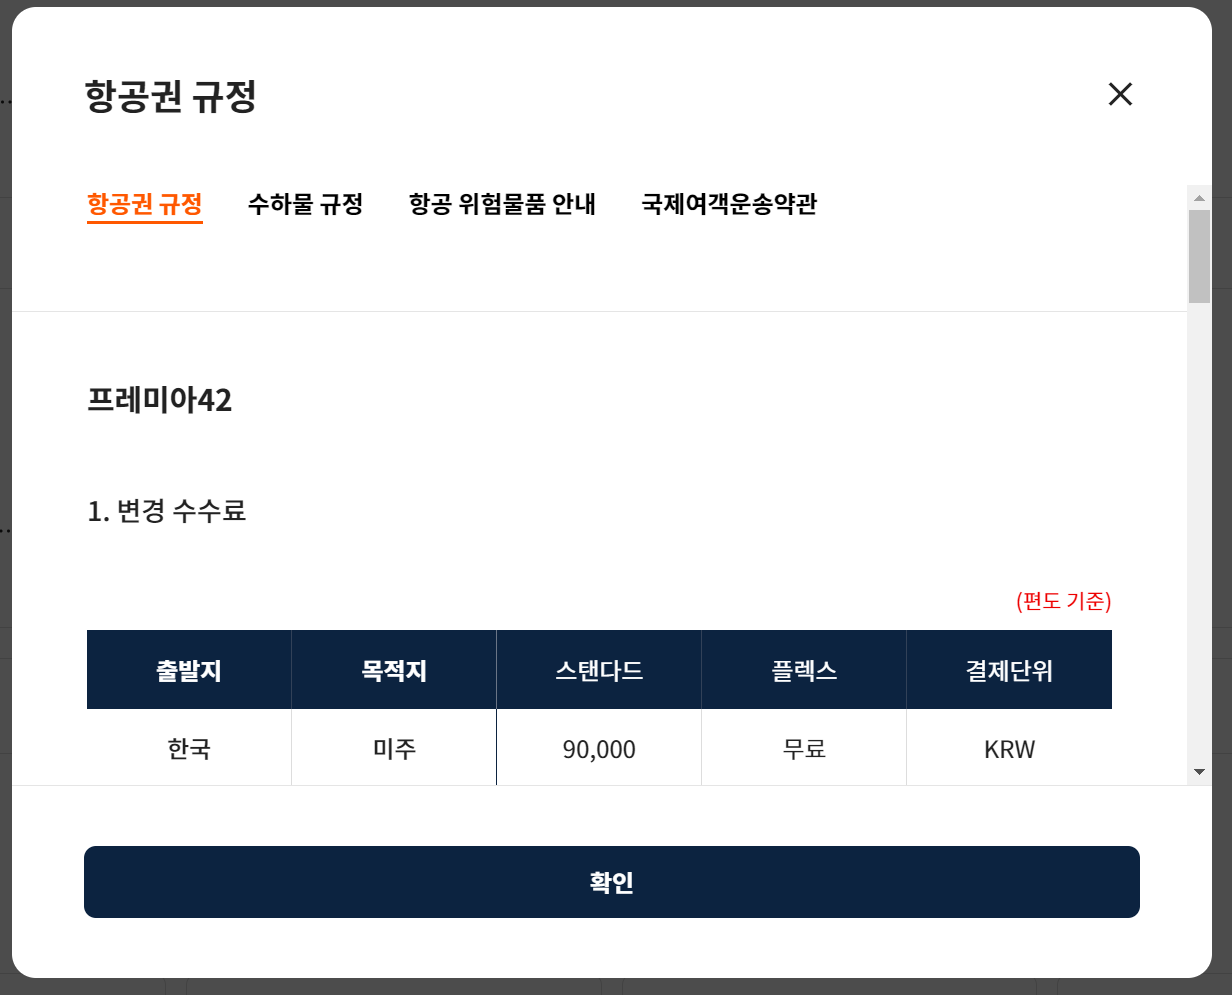 항공권 규정
항공권 규정 수하물 규정 항공 위험물품 안내 국제여객운송약관
프레미아42
1. 변경 수수료
(편도 기준)
출발지 목적지 스탠다드 플렉스 결제단위
한국 미주 90,000 무료 KRW
확인